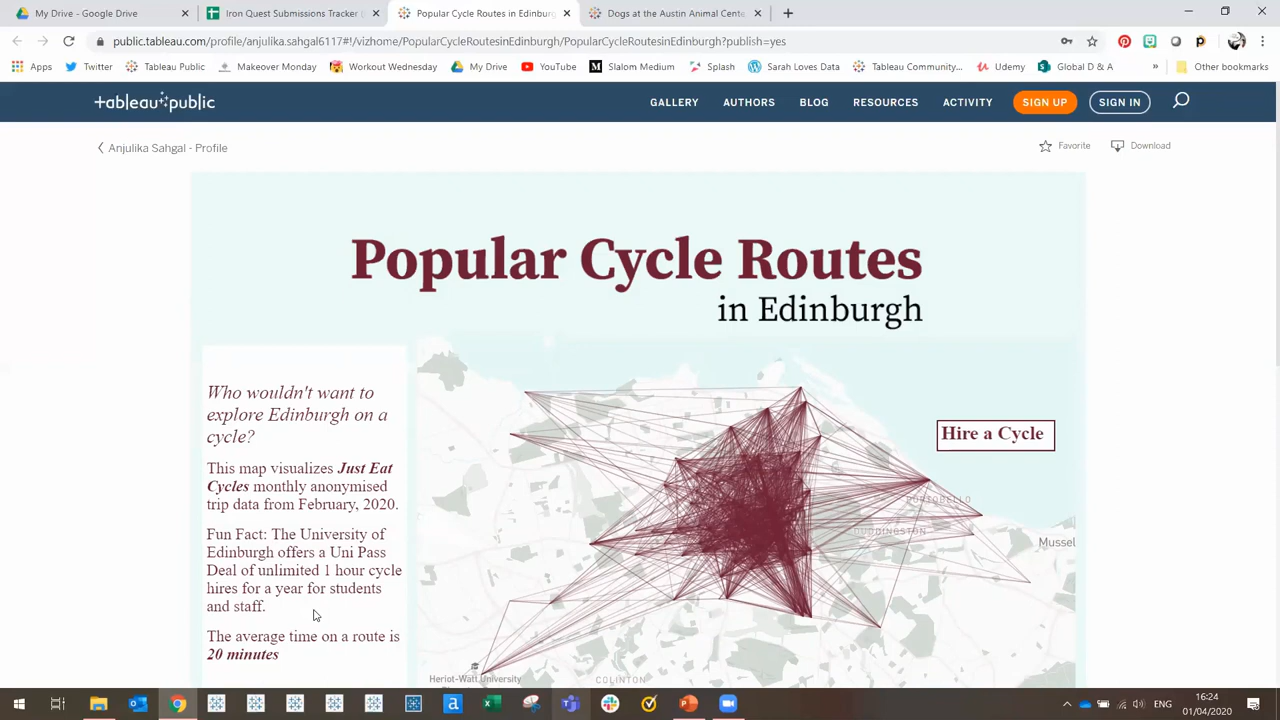 My Drive
Iron Quest Submissions Tracker (
Popular Cycle Routes in Edinburg
Dogs at the Austin Animal Cente
public.tableau.com/profile/anjulika.sahgal6117#!/vizhome/PopularCycleRoutesinEdinburgh/PopularCycleRoutesinEdinburgh?publish=yes
Apps
Twitter
Tableau Public
Makeover Monday
Workout Wednesday
My Drive
YouTube
Slalom Medium
Splash
Sarah Loves Data
Tableau Community...
Udemy
Global D & A
»
Other bookmarks
+ableau+public
GALLERY
AUTHORS
BLOG
RESOURCES
ACTIVITY
SIGN UP
SIGN IN
Anjulika Sahgal - Profile
Favorite
Download
Popular Cycle Routes
in Edinburgh
Who wouldn't want to
explore Edinburgh on a
cycle?
This map visualizes Just Eat
Cycles monthly anonymised
trip data from February, 2020.
Fun Fact: The University of
Edinburgh offers a Uni Pass
Deal of unlimited 1 hour cycle
hires for a year for students
and staff.
The average time on a route is
20 minutes
Hire a Cycle
PORTOBELLO
DUDDINGSTON
Mussel
COLINTON
Heriot-Watt University
ENG
16:24
01/04/2020